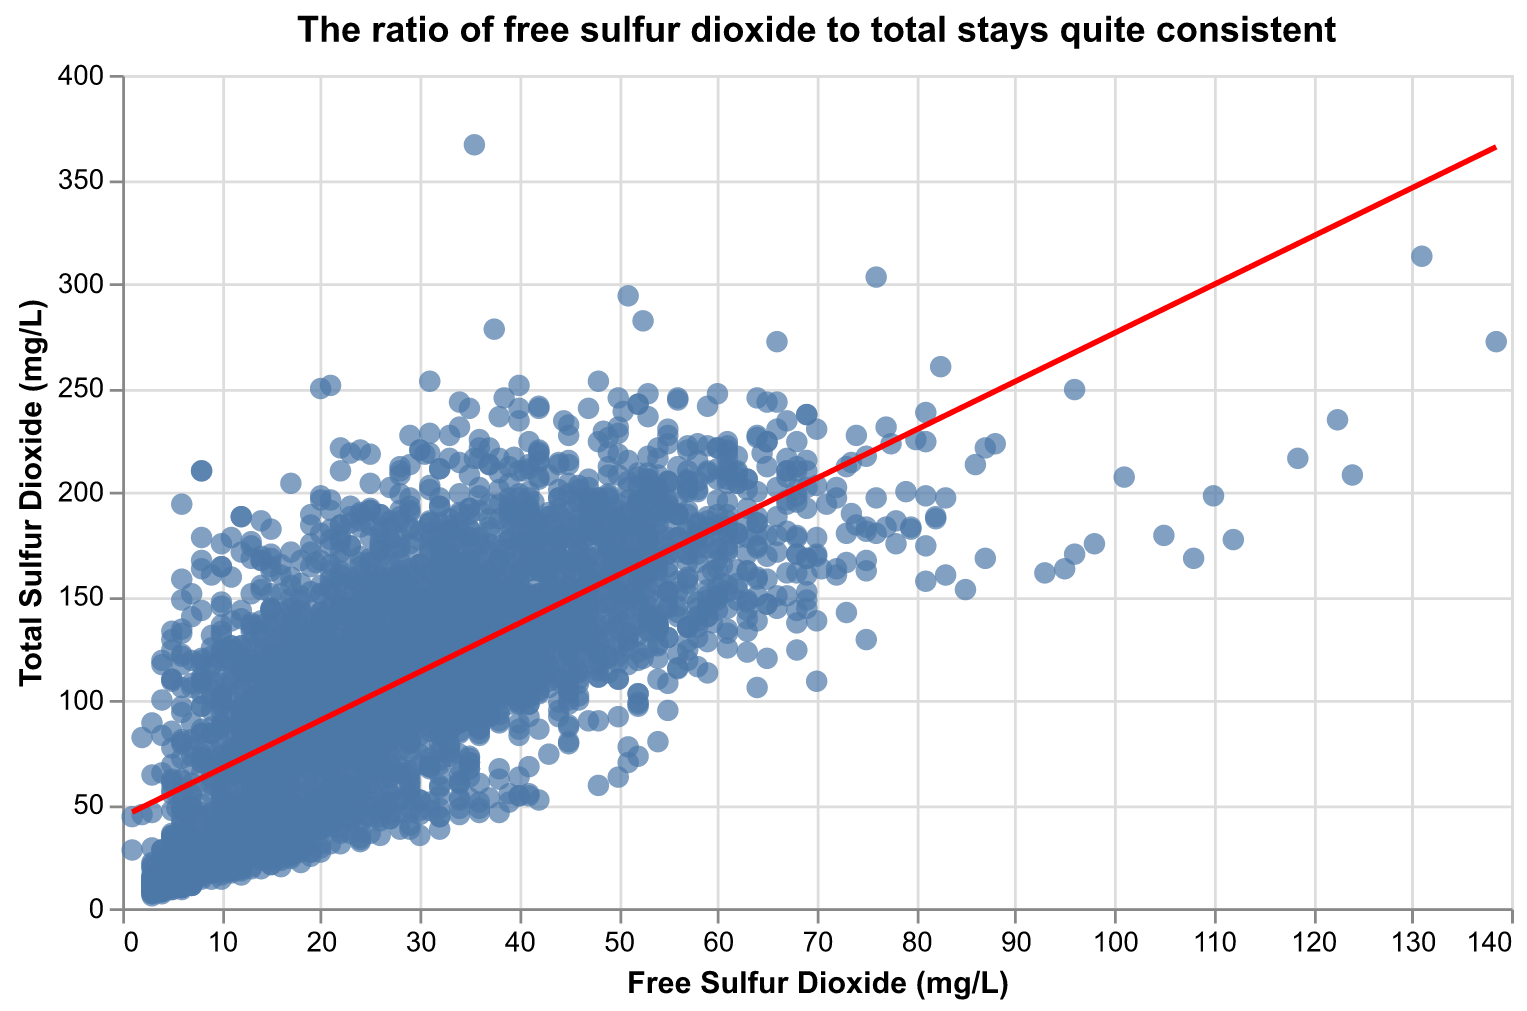 The ratio of free sulfur dioxide to total stays quite consistent
400
350
300
250
200
150
100
50
0
Total Sulfur Dioxide (mg/L)
0 10 20 30 40 50 60 70 80 90 100 110 120 130 140
Free Sulfur Dioxide (mg/L)